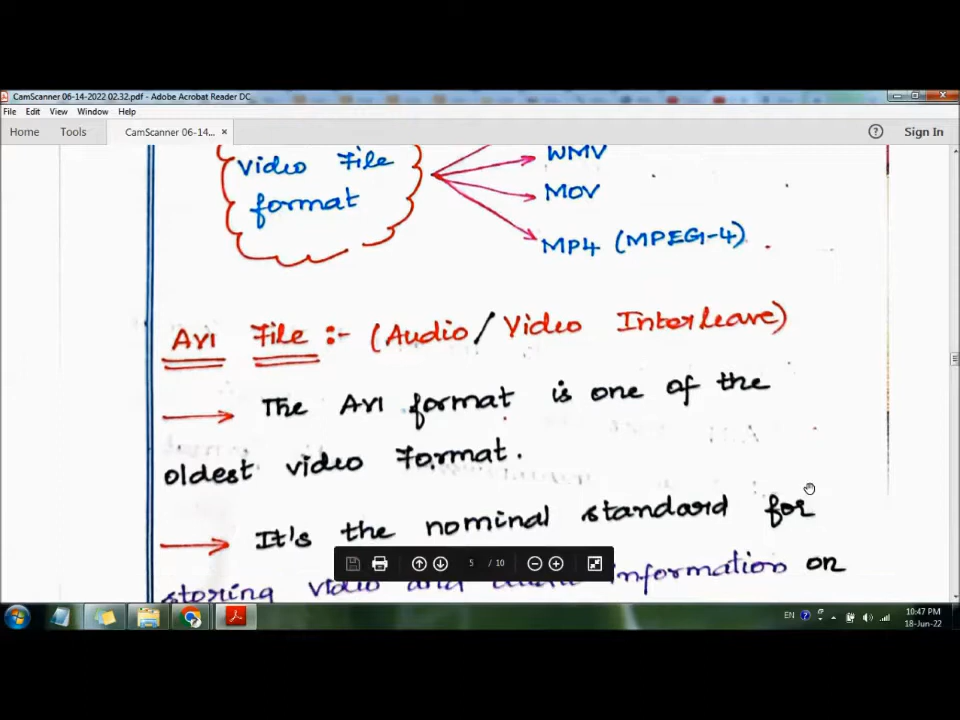 CamScanner 06-14-2022 02.32.pdf - Adobe Acrobat Reader DC
File Edit View Window Help
Home Tools CamScanner 06-14... × ? Sign In
Video File
format
WMV
MOV
MP4 (MPEG-4)
AVI File :- (Audio/Video Interleave)
The AVI format is one of the
oldest video Format.
It's the nominal standard for
5 / 10
storing video and audio information on
EN 10:47 PM
18-Jun-22